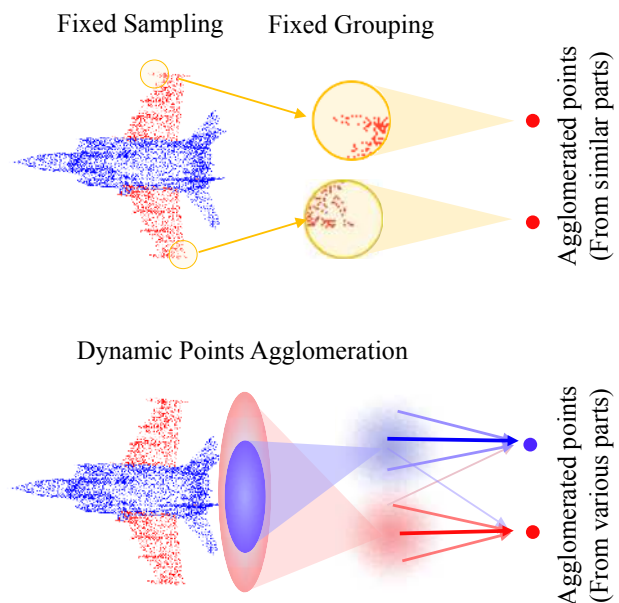 Fixed Sampling
Fixed Grouping
Agglomerated points
(From similar parts)
Dynamic Points Agglomeration
Agglomerated points
(From various parts)